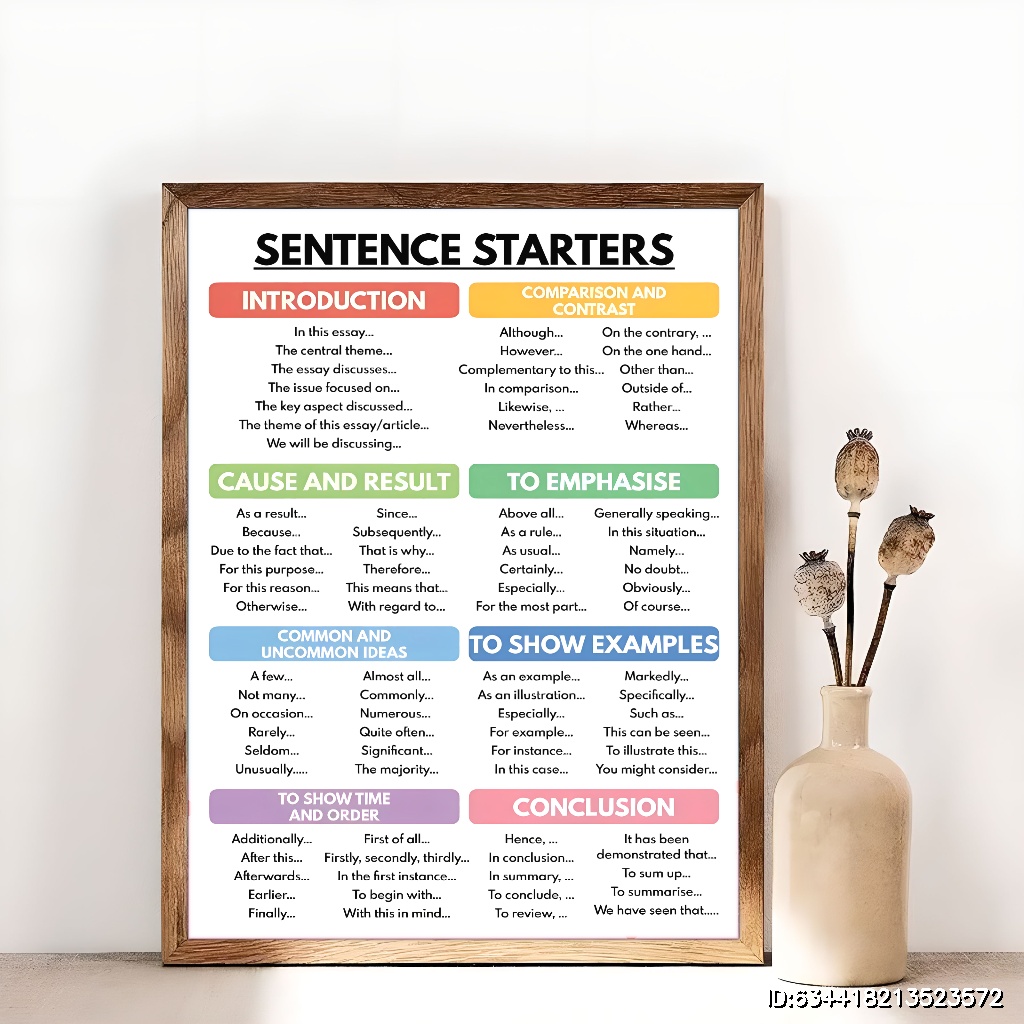 SENTENCE STARTERS
INTRODUCTION
In this essay...
The central theme...
The essay discusses...
The issue focused on...
The key aspect discussed...
The theme of this essay/article...
We will be discussing...
COMPARISON AND
CONTRAST
Although...
However...
Complementary to this...
In comparison...
Likewise, ...
Nevertheless...
On the contrary, ...
On the one hand...
Other than...
Outside of...
Rather...
Whereas...
CAUSE AND RESULT
As a result...
Because...
Due to the fact that...
For this purpose...
For this reason...
Otherwise...
Since...
Subsequently...
That is why...
Therefore...
This means that...
With regard to...
TO EMPHASISE
Above all...
As a rule...
As usual...
Certainly...
Especially...
For the most part...
Generally speaking...
In this situation...
Namely...
No doubt...
Obviously...
Of course...
COMMON AND
UNCOMMON IDEAS
A few...
Not many...
On occasion...
Rarely...
Seldom...
Unusually.....
Almost all...
Commonly...
Numerous...
Quite often...
Significant...
The majority...
TO SHOW EXAMPLES
As an example...
As an illustration...
Especially...
For example...
For instance...
In this case...
Markedly...
Specifically...
Such as...
This can be seen...
To illustrate this...
You might consider...
TO SHOW TIME
AND ORDER
Additionally...
After this...
Afterwards...
Earlier...
Finally...
First of all...
Firstly, secondly, thirdly...
In the first instance...
To begin with...
With this in mind...
CONCLUSION
Hence, ...
In conclusion...
In summary, ...
To conclude, ...
To review, ...
It has been
demonstrated that...
To sum up...
To summarise...
We have seen that.....
ID:634418213523572